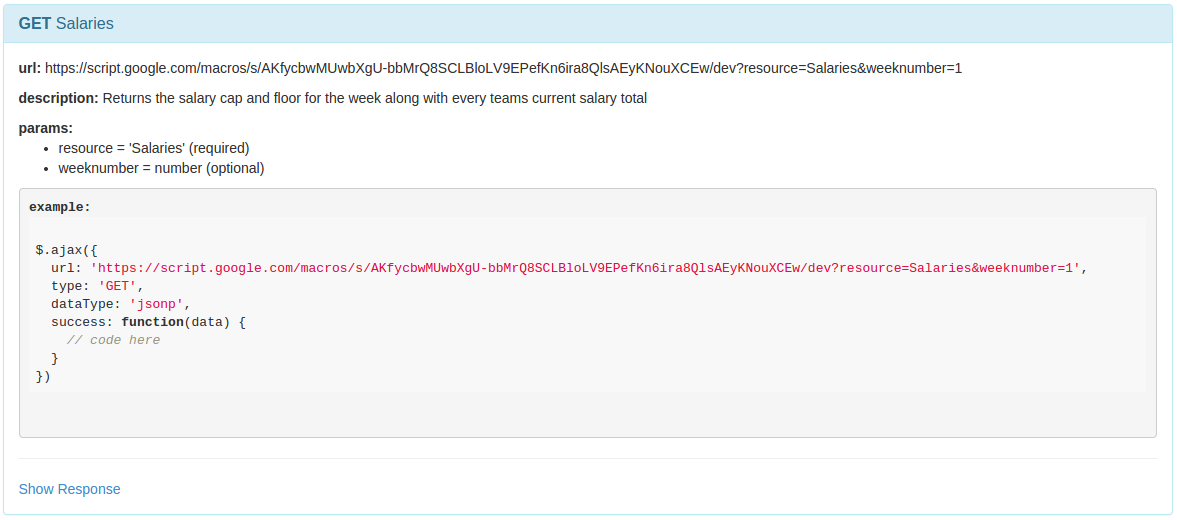 GET Salaries
url: https://script.google.com/macros/s/AKfycbwMUwbXgU-bbMrQ8SCLBloLV9EPefKn6ira8QlsAEyKNouXCEw/dev?resource=Salaries&weeknumber=1
description: Returns the salary cap and floor for the week along with every teams current salary total
params:
• resource = 'Salaries' (required)
• weeknumber = number (optional)
example:
$.ajax({
  url: 'https://script.google.com/macros/s/AKfycbwMUwbXgU-bbMrQ8SCLBloLV9EPefKn6ira8QlsAEyKNouXCEw/dev?resource=Salaries&weeknumber=1',
  type: 'GET',
  dataType: 'jsonp',
  success: function(data) {
    // code here
  }
})
Show Response